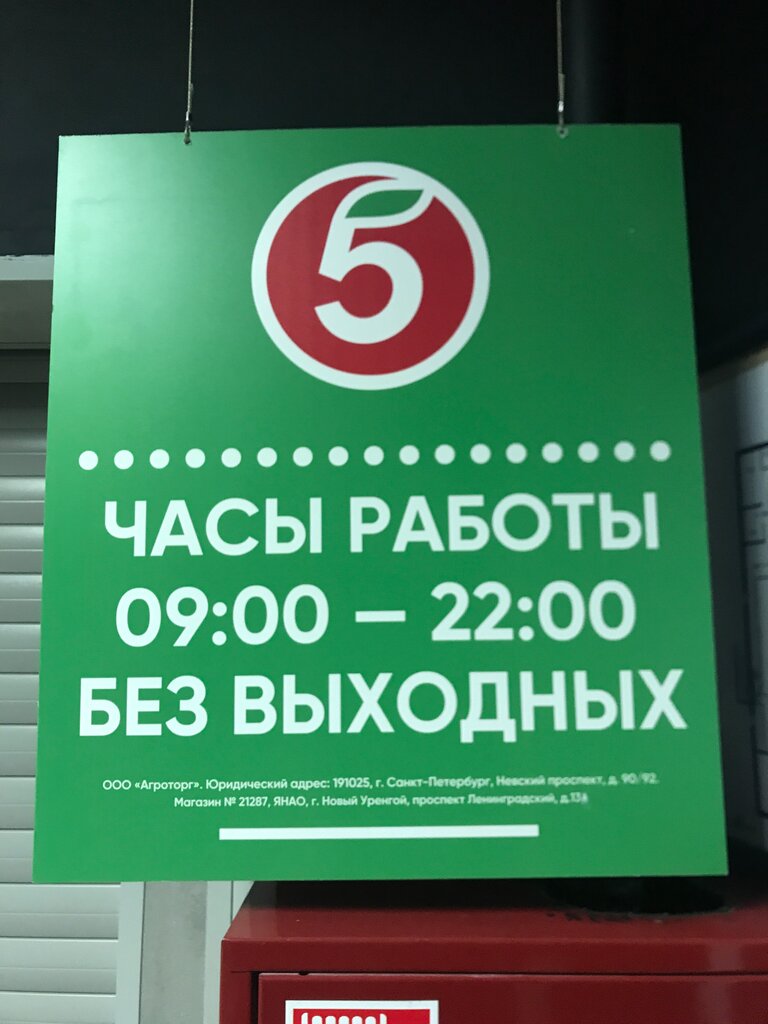 5
ЧАСЫ РАБОТЫ
09:00 – 22:00
БЕЗ ВЫХОДНЫХ
ООО «Агроторг». Юридический адрес: 191025, г. Санкт-Петербург, Невский проспект, д. 90/92.
Магазин № 21287, ЯНАО, г. Новый Уренгой, проспект Ленинградский,